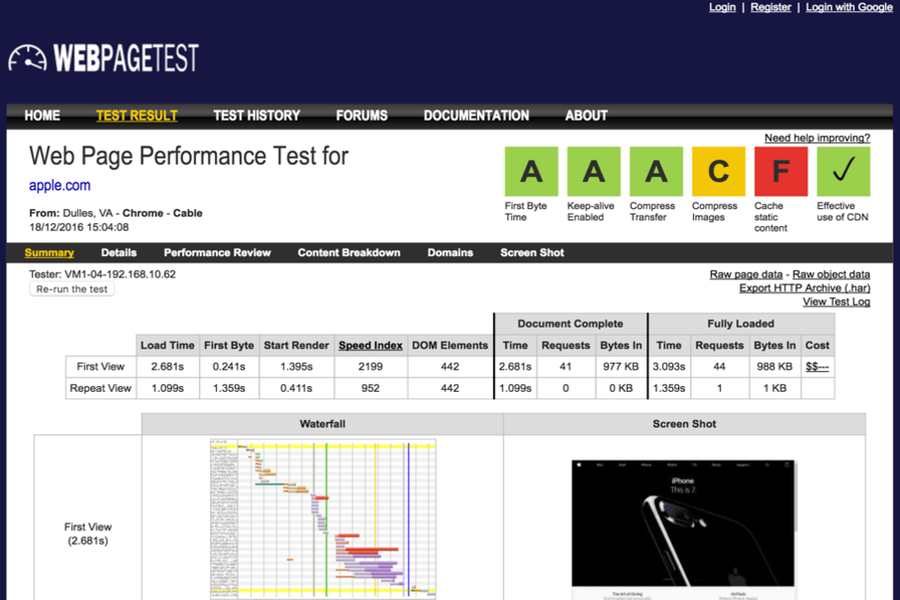 Login | Register | Login with Google
WEBPAGETEST
HOME TEST RESULT TEST HISTORY FORUMS DOCUMENTATION ABOUT
Need help improving?
Web Page Performance Test for
apple.com
From: Dulles, VA - Chrome - Cable
18/12/2016 15:04:08
A A A C F ✓
First Byte Time
Keep-alive Enabled
Compress Transfer
Compress Images
Cache static content
Effective use of CDN
Summary Details Performance Review Content Breakdown Domains Screen Shot
Tester: VM1-04-192.168.10.62
Re-run the test
Raw page data - Raw object data
Export HTTP Archive (.har)
View Test Log
Document Complete Fully Loaded
Load Time First Byte Start Render Speed Index DOM Elements Time Requests Bytes In Time Requests Bytes In Cost
First View 2.681s 0.241s 1.395s 2199 442 2.681s 41 977 KB 3.093s 44 988 KB $$---
Repeat View 1.099s 1.359s 0.411s 952 442 1.099s 0 0 KB 1.359s 1 1 KB
Waterfall Screen Shot
First View
(2.681s)
iPhone
This is 7